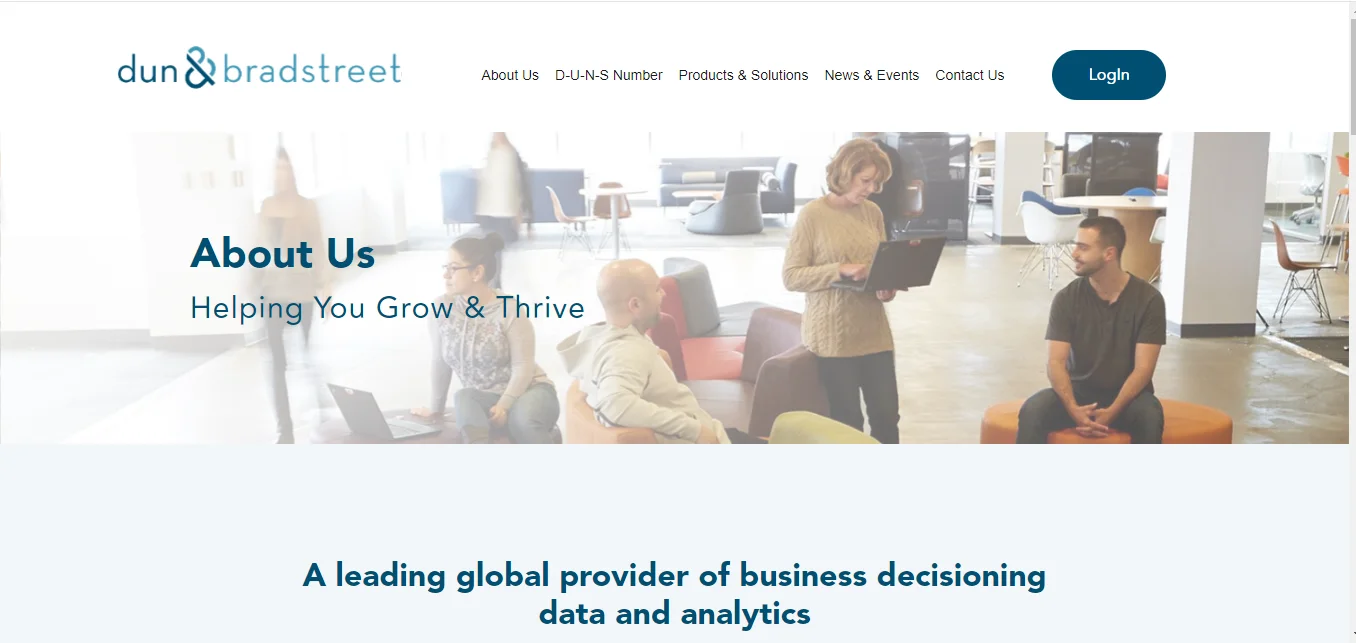 dun & bradstreet
About Us D-U-N-S Number Products & Solutions News & Events Contact Us
LogIn
About Us
Helping You Grow & Thrive
A leading global provider of business decisioning
data and analytics